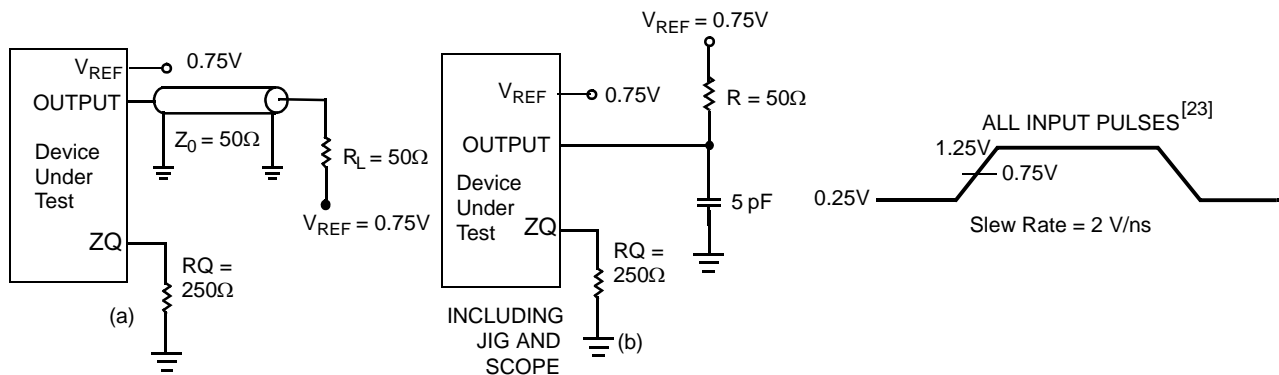 V_REF 0.75V
OUTPUT
Z_0 = 50Ω
Device
Under
Test
R_L = 50Ω
V_REF = 0.75V
ZQ
RQ =
250Ω
(a)
V_REF = 0.75V
R = 50Ω
V_REF 0.75V
OUTPUT
Device
Under
Test
5 pF
ZQ
RQ =
250Ω
INCLUDING
JIG AND
SCOPE
(b)
ALL INPUT PULSES[23]
1.25V
0.75V
0.25V
Slew Rate = 2 V/ns